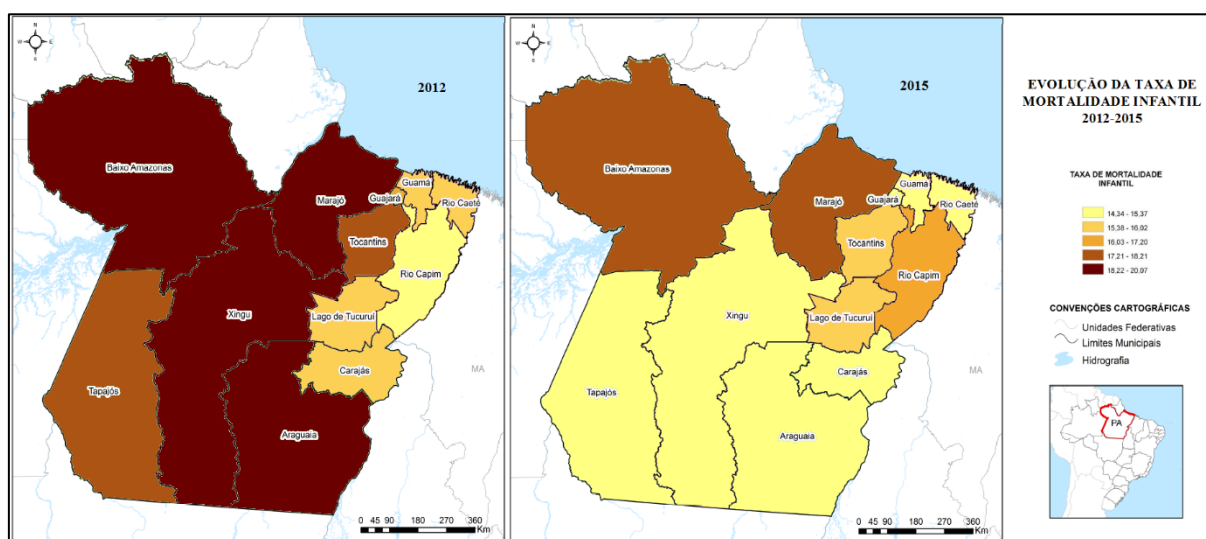 N
W
E
S
2012
Baixo Amazonas
Marajó
Guamá
Guajará
Rio Caeté
Tocantins
Rio Capim
Xingu
Lago de Tucuruí
Carajás
Tapajós
Araguaia
0 45 90 180 270 360
Km
N
W
E
S
2015
Baixo Amazonas
Marajó
Guamá
Guajará
Rio Caeté
Tocantins
Rio Capim
Xingu
Lago de Tucuruí
Carajás
MA
Tapajós
Araguaia
0 45 90 180 270 360
Km
EVOLUÇÃO DA TAXA DE
MORTALIDADE INFANTIL
2012-2015
TAXA DE MORTALIDADE
INFANTIL
14,34 - 15,37
15,38 - 16,02
16,03 - 17,20
17,21 - 18,21
18,22 - 20,07
CONVENÇÕES CARTOGRÁFICAS
Unidades Federativas
Limites Municipais
Hidrografia
PA